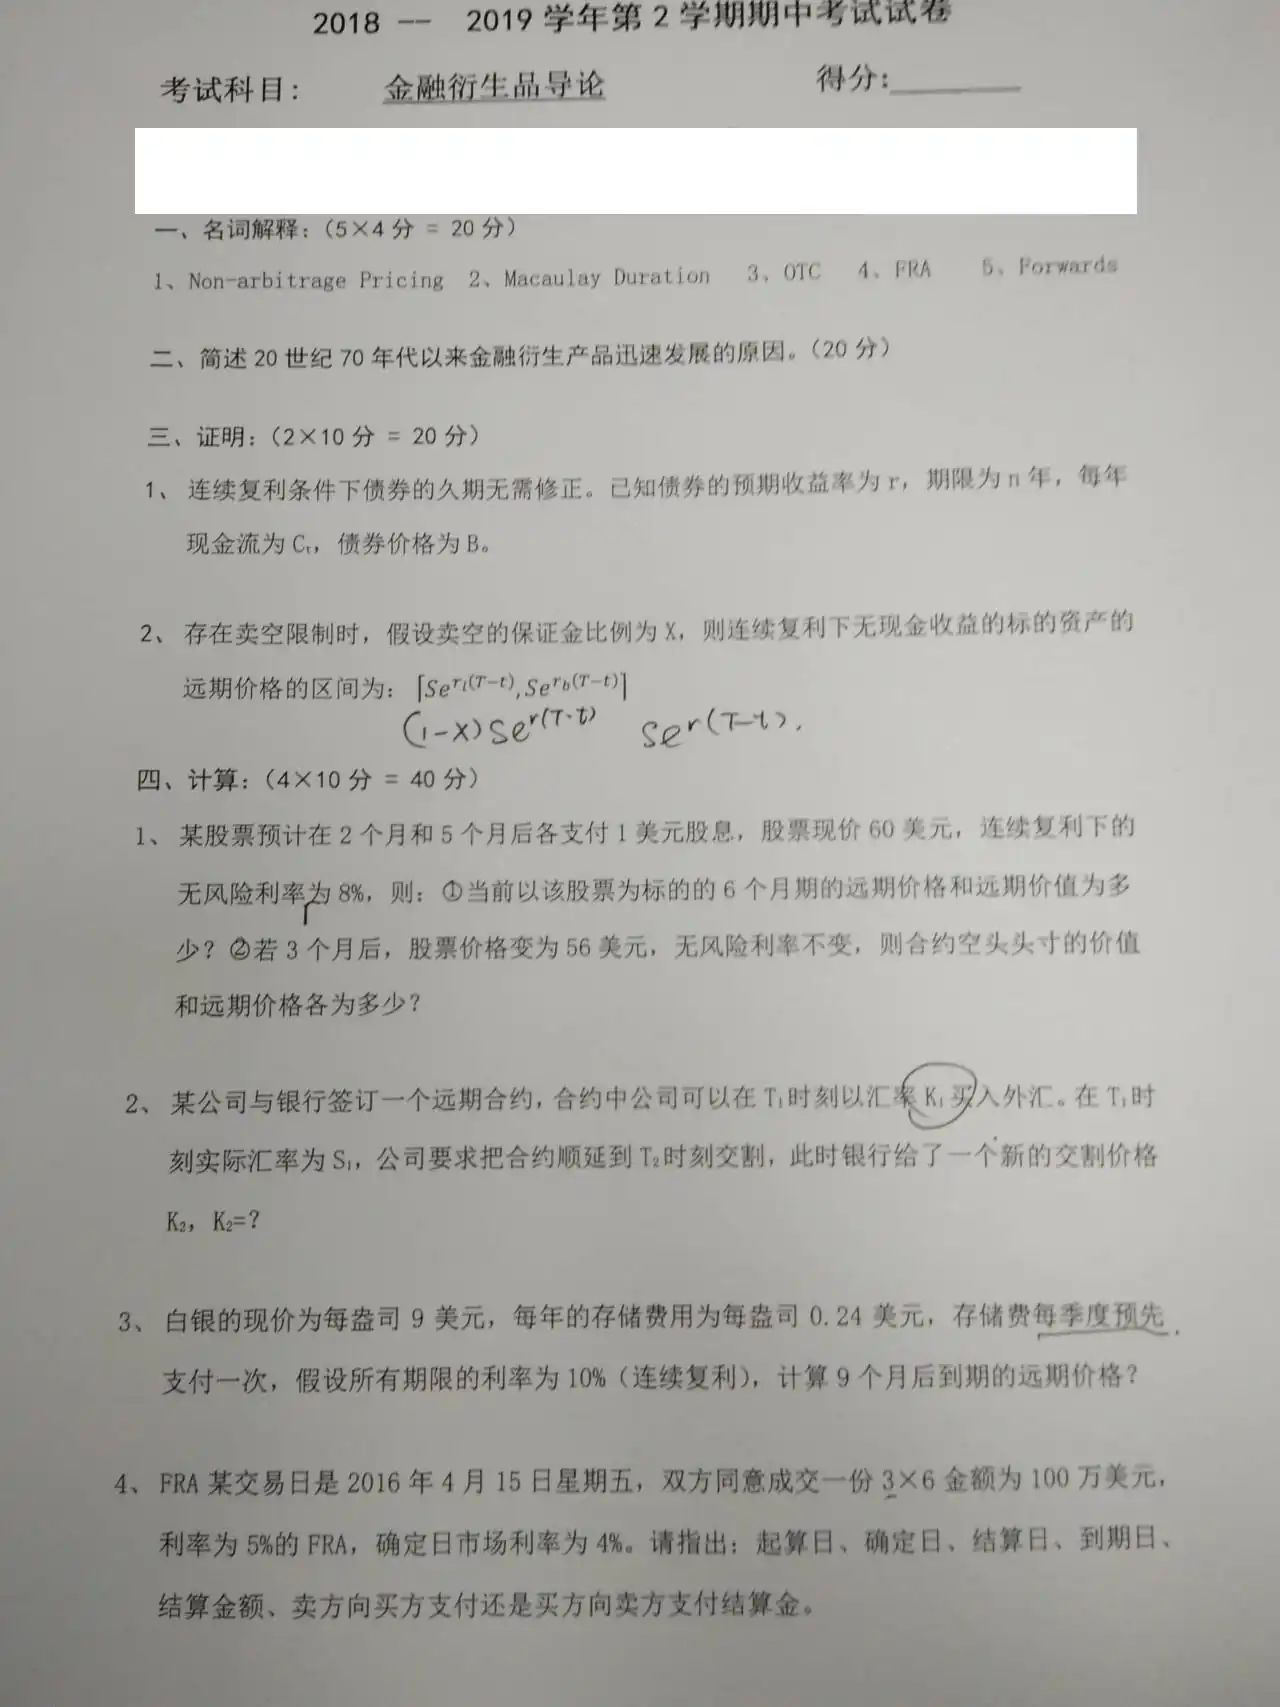 2018 —— 2019 学年第 2 学期期中考试试卷
考试科目： 金融衍生品导论 得分:
一、名词解释：（5×4 分 = 20 分）
1、Non-arbitrage Pricing 2、Macaulay Duration 3、OTC 4、FRA 5、Forwards
二、简述 20 世纪 70 年代以来金融衍生产品迅速发展的原因。（20 分）
三、证明：（2×10 分 = 20 分）
1、 连续复利条件下债券的久期无需修正。已知债券的预期收益率为 r，期限为 n 年，每年
现金流为 Cₜ，债券价格为 B。
2、 存在卖空限制时，假设卖空的保证金比例为 X，则连续复利下无现金收益的标的资产的
远期价格的区间为： ⌈Se^{r_l(T−t)}, Se^{r_b(T−t)}⌉
(1-X)Se^{r(T-t)} Se^{r(T-t)}.
四、计算：（4×10 分 = 40 分）
1、 某股票预计在 2 个月和 5 个月后各支付 1 美元股息，股票现价 60 美元，连续复利下的
无风险利率为 8%，则：①当前以该股票为标的的 6 个月期的远期价格和远期价值为多
r
少？②若 3 个月后，股票价格变为 56 美元，无风险利率不变，则合约空头头寸的价值
和远期价格各为多少？
2、 某公司与银行签订一个远期合约，合约中公司可以在 T₁时刻以汇率 K₁买入外汇。在 T₁时
刻实际汇率为 S₁，公司要求把合约顺延到 T₂时刻交割，此时银行给了一个新的交割价格
K₂，K₂=？
3、 白银的现价为每盎司 9 美元，每年的存储费用为每盎司 0.24 美元，存储费每季度预先
支付一次，假设所有期限的利率为 10%（连续复利），计算 9 个月后到期的远期价格？
4、 FRA 某交易日是 2016 年 4 月 15 日星期五，双方同意成交一份 3×6 金额为 100 万美元，
利率为 5%的 FRA，确定日市场利率为 4%。请指出：起算日、确定日、结算日、到期日、
结算金额、卖方向买方支付还是买方向卖方支付结算金。